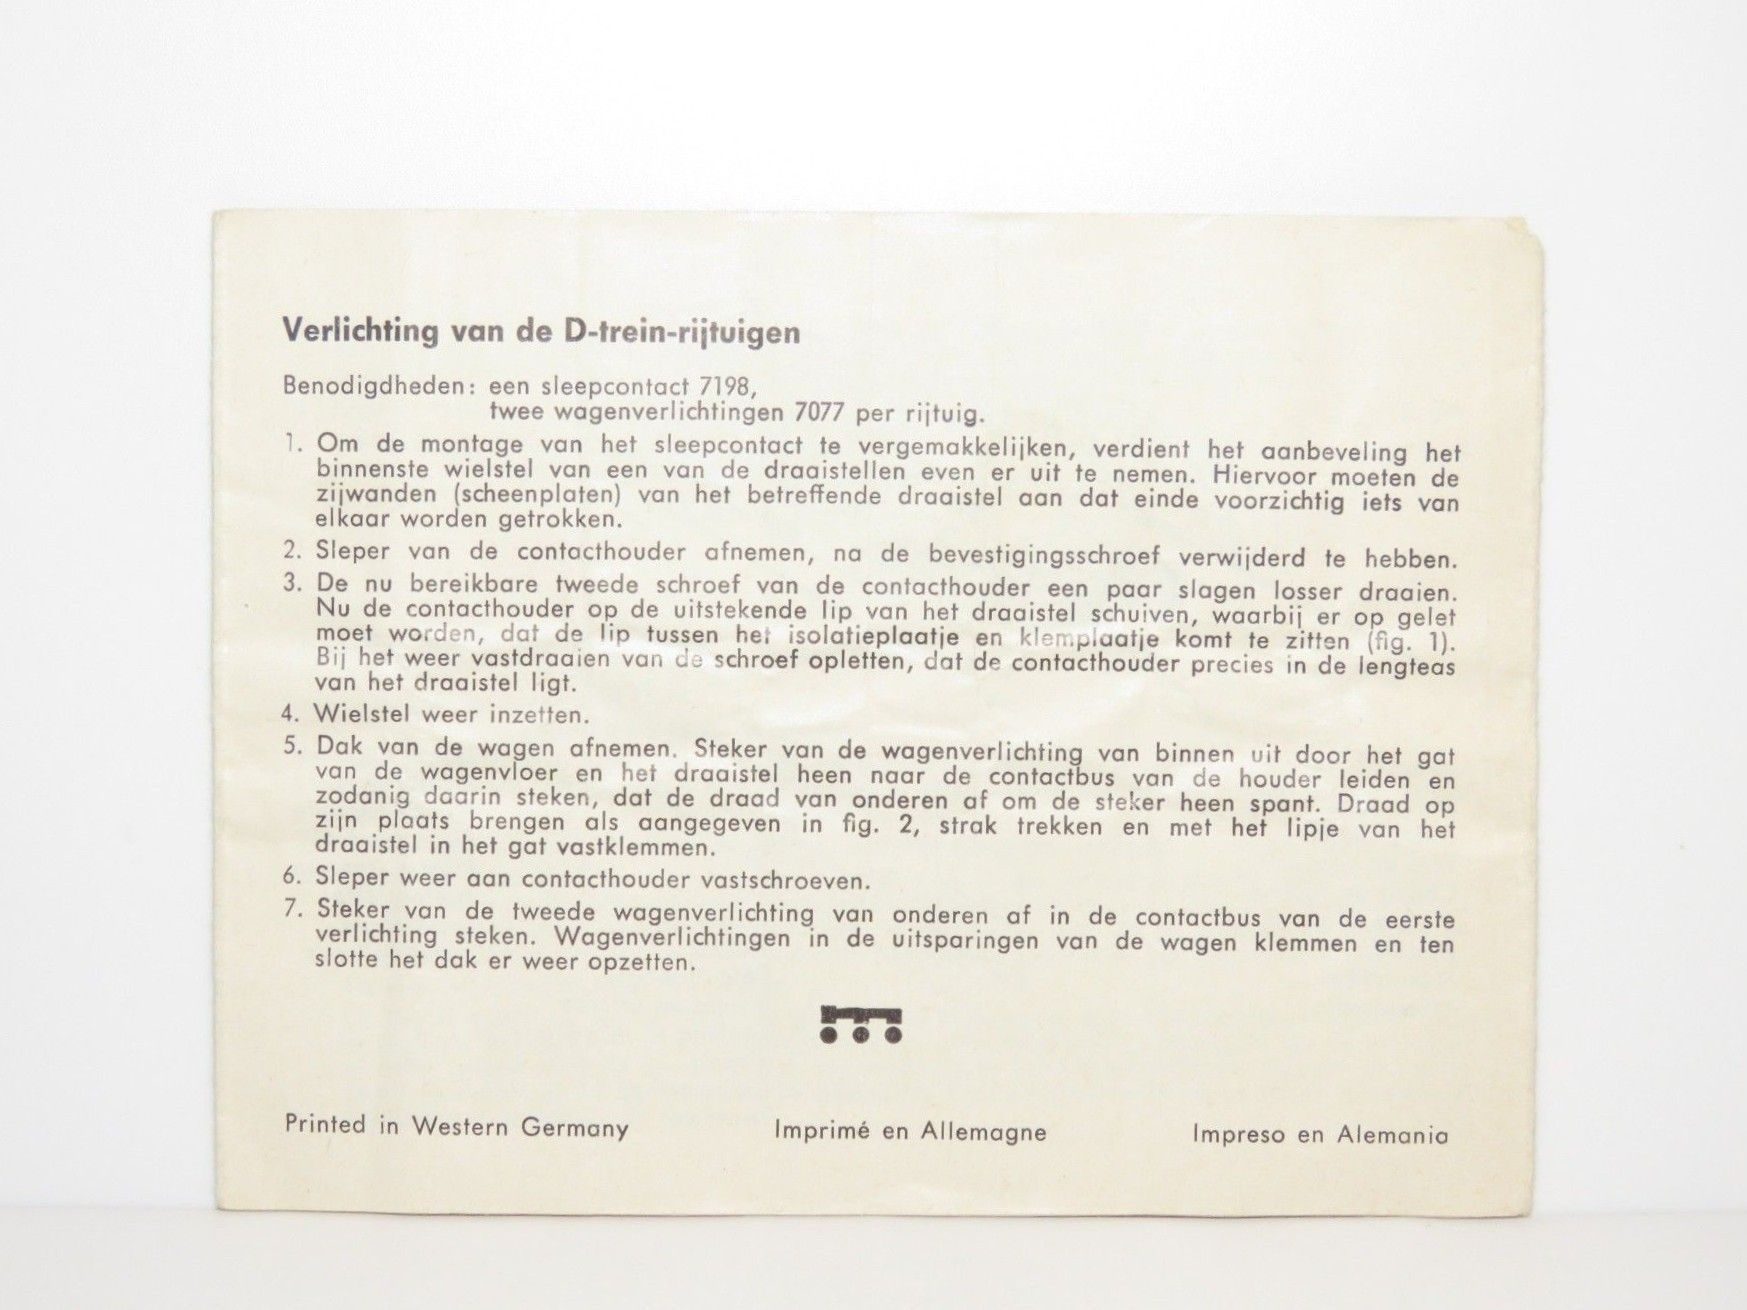 Verlichting van de D-trein-rijtuigen
Benodigdheden: een sleepcontact 7198,
twee wagenverlichtingen 7077 per rijtuig.
1. Om de montage van het sleepcontact te vergemakkelijken, verdient het aanbeveling het
binnenste wielstel van een van de draaistellen even er uit te nemen. Hiervoor moeten de
zijwanden (scheenplaten) van het betreffende draaistel aan dat einde voorzichtig iets van
elkaar worden getrokken.
2. Sleper van de contacthouder afnemen, na de bevestigingsschroef verwijderd te hebben.
3. De nu bereikbare tweede schroef van de contacthouder een paar slagen losser draaien.
Nu de contacthouder op de uitstekende lip van het draaistel schuiven, waarbij er op gelet
moet worden, dat de lip tussen het isolatieplaatje en klemplaatje komt te zitten (fig. 1).
Bij het weer vastdraaien van de schroef opletten, dat de contacthouder precies in de lengteas
van het draaistel ligt.
4. Wielstel weer inzetten.
5. Dak van de wagen afnemen. Steker van de wagenverlichting van binnen uit door het gat
van de wagenvloer en het draaistel heen naar de contactbus van de houder leiden en
zodanig daarin steken, dat de draad van onderen af om de steker heen spant. Draad op
zijn plaats brengen als aangegeven in fig. 2, strak trekken en met het lipje van het
draaistel in het gat vastklemmen.
6. Sleper weer aan contacthouder vastschroeven.
7. Steker van de tweede wagenverlichting van onderen af in de contactbus van de eerste
verlichting steken. Wagenverlichtingen in de uitsparingen van de wagen klemmen en ten
slotte het dak er weer opzetten.
Printed in Western Germany Imprimé en Allemagne Impreso en Alemania